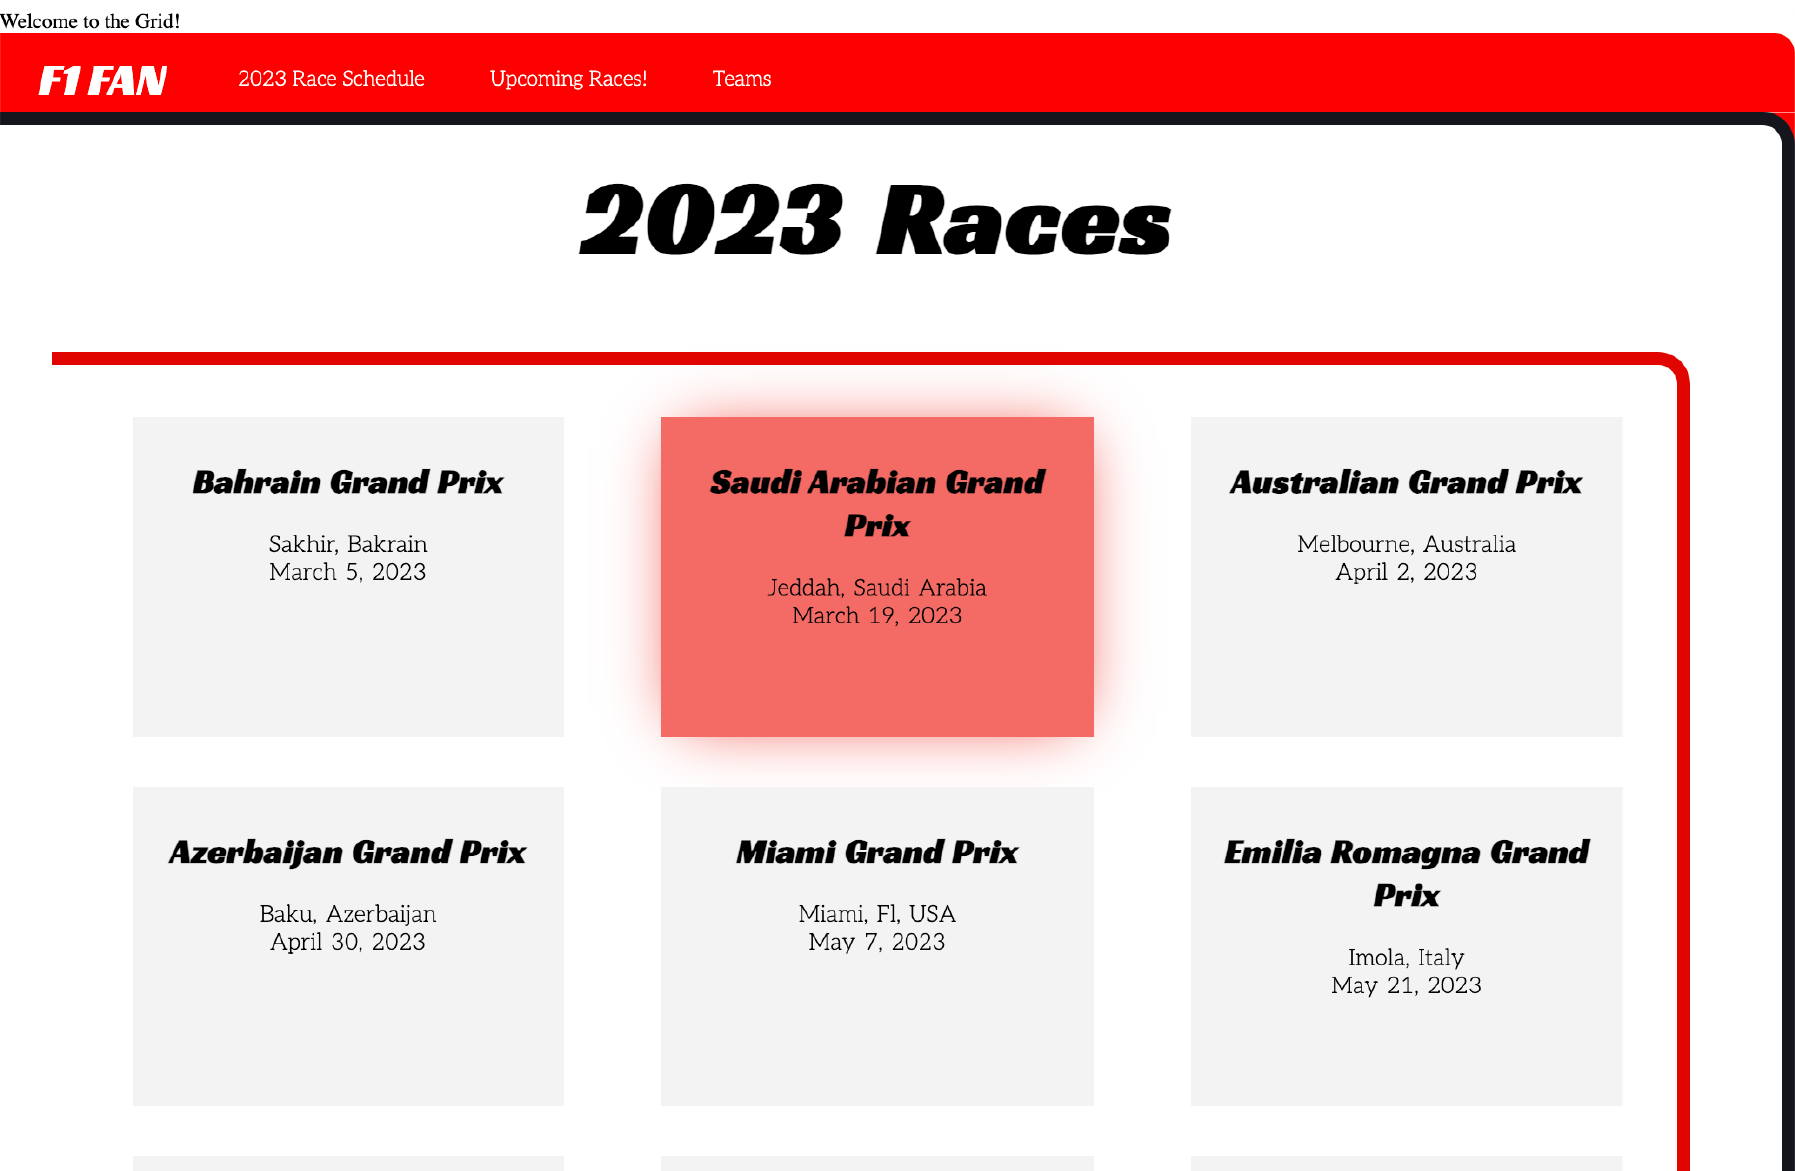 Welcome to the Grid!
F1 FAN
2023 Race Schedule
Upcoming Races!
Teams
2023 Races
Bahrain Grand Prix
Sakhir, Bakrain
March 5, 2023
Saudi Arabian Grand
Prix
Jeddah, Saudi Arabia
March 19, 2023
Australian Grand Prix
Melbourne, Australia
April 2, 2023
Azerbaijan Grand Prix
Baku, Azerbaijan
April 30, 2023
Miami Grand Prix
Miami, Fl, USA
May 7, 2023
Emilia Romagna Grand
Prix
Imola, Italy
May 21, 2023